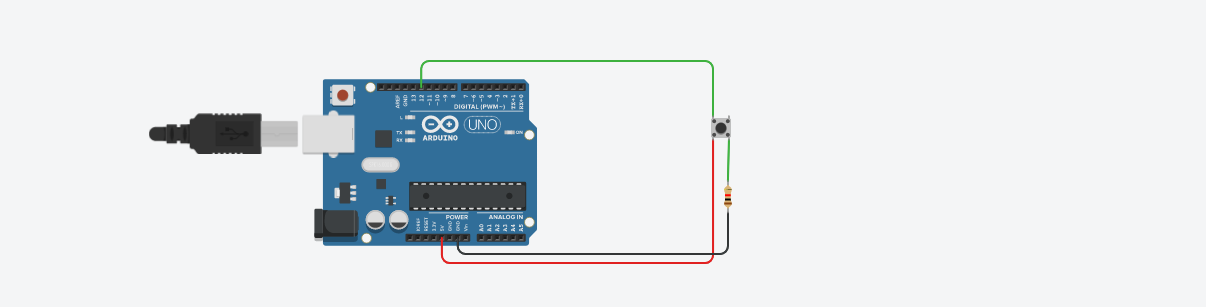 AREF
GND
13
12
~11
~10
~9
8
7
~6
~5
4
~3
2
TX→1
RX←0
DIGITAL (PWM~)
L
TX
RX
ON
UNO
ARDUINO
POWER
ANALOG IN
IOREF
RESET
3.3V
5V
GND
GND
Vin
A0
A1
A2
A3
A4
A5